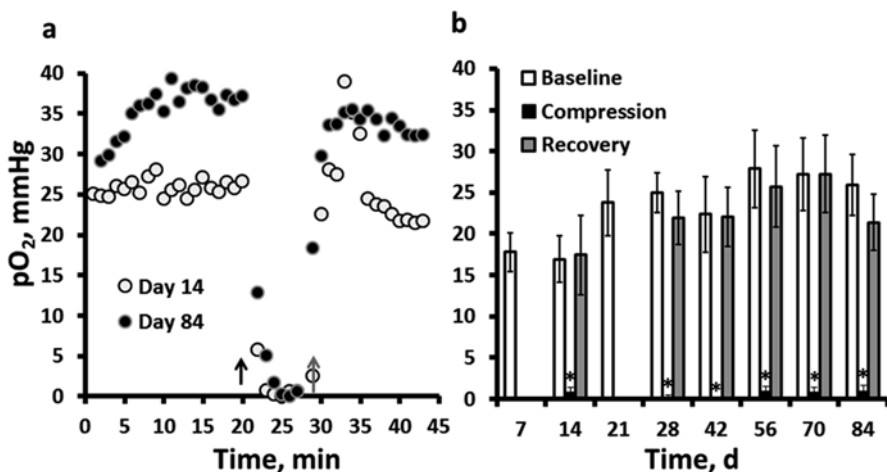 a
40
35
30
25
20
15
10
5
0
pO₂, mmHg
Day 14
Day 84
0 5 10 15 20 25 30 35 40 45
Time, min
b
40
35
30
25
20
15
10
5
0
Baseline
Compression
Recovery
* * * * * *
7 14 21 28 42 56 70 84
Time, d